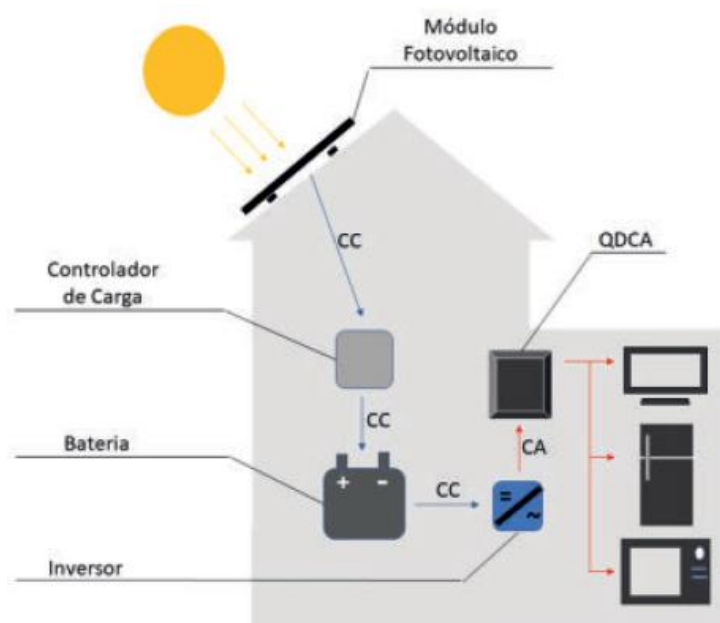 Módulo
Fotovoltaico
CC
QDCA
Controlador
de Carga
CC
CA
Bateria
+ -
CC
= ~
Inversor